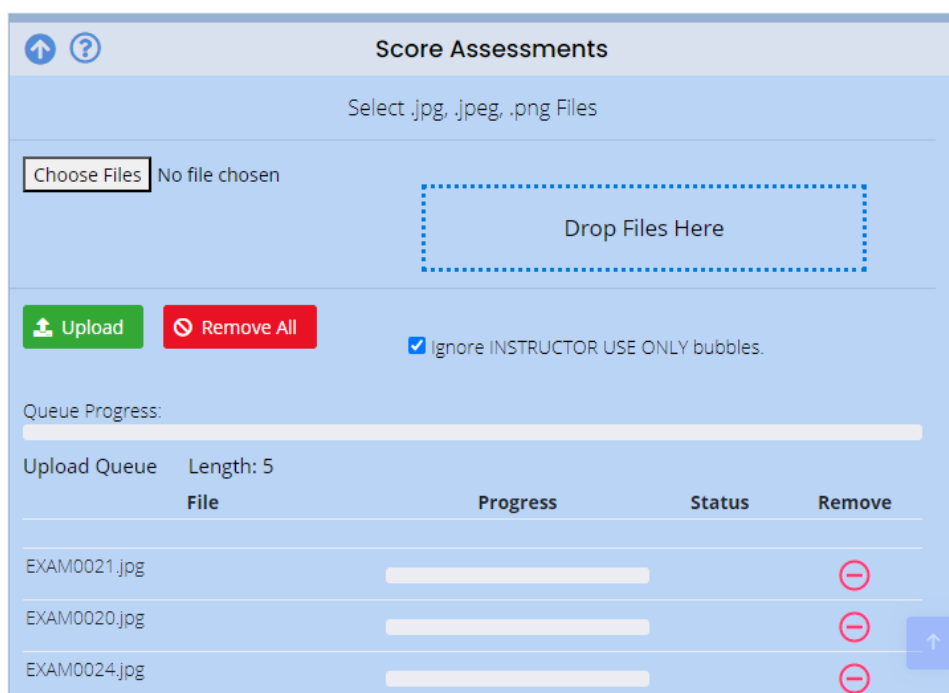 Score Assessments
Select .jpg, .jpeg, .png Files
Choose Files No file chosen
Drop Files Here
Upload Remove All
Ignore INSTRUCTOR USE ONLY bubbles.
Queue Progress:
Upload Queue Length: 5
File Progress Status Remove
EXAM0021.jpg
EXAM0020.jpg
EXAM0024.jpg